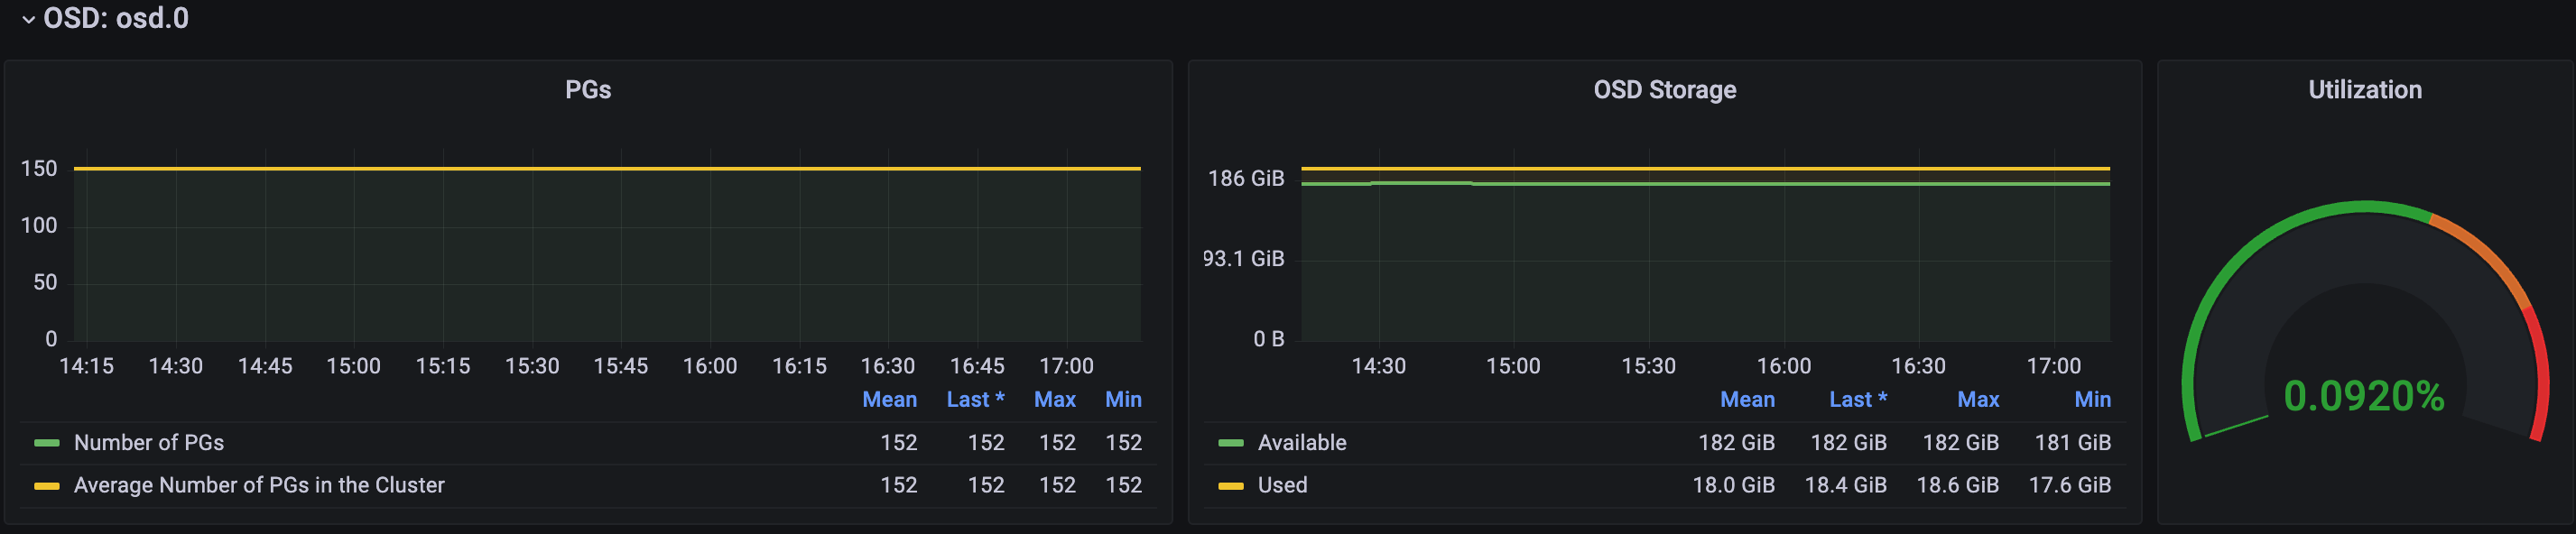 OSD: osd.0
PGs
150
100
50
0
14:15 14:30 14:45 15:00 15:15 15:30 15:45 16:00 16:15 16:30 16:45 17:00
Mean Last * Max Min
Number of PGs 152 152 152 152
Average Number of PGs in the Cluster 152 152 152 152
OSD Storage
186 GiB
93.1 GiB
0 B
14:30 15:00 15:30 16:00 16:30 17:00
Mean Last * Max Min
Available 182 GiB 182 GiB 182 GiB 181 GiB
Used 18.0 GiB 18.4 GiB 18.6 GiB 17.6 GiB
Utilization
0.0920%